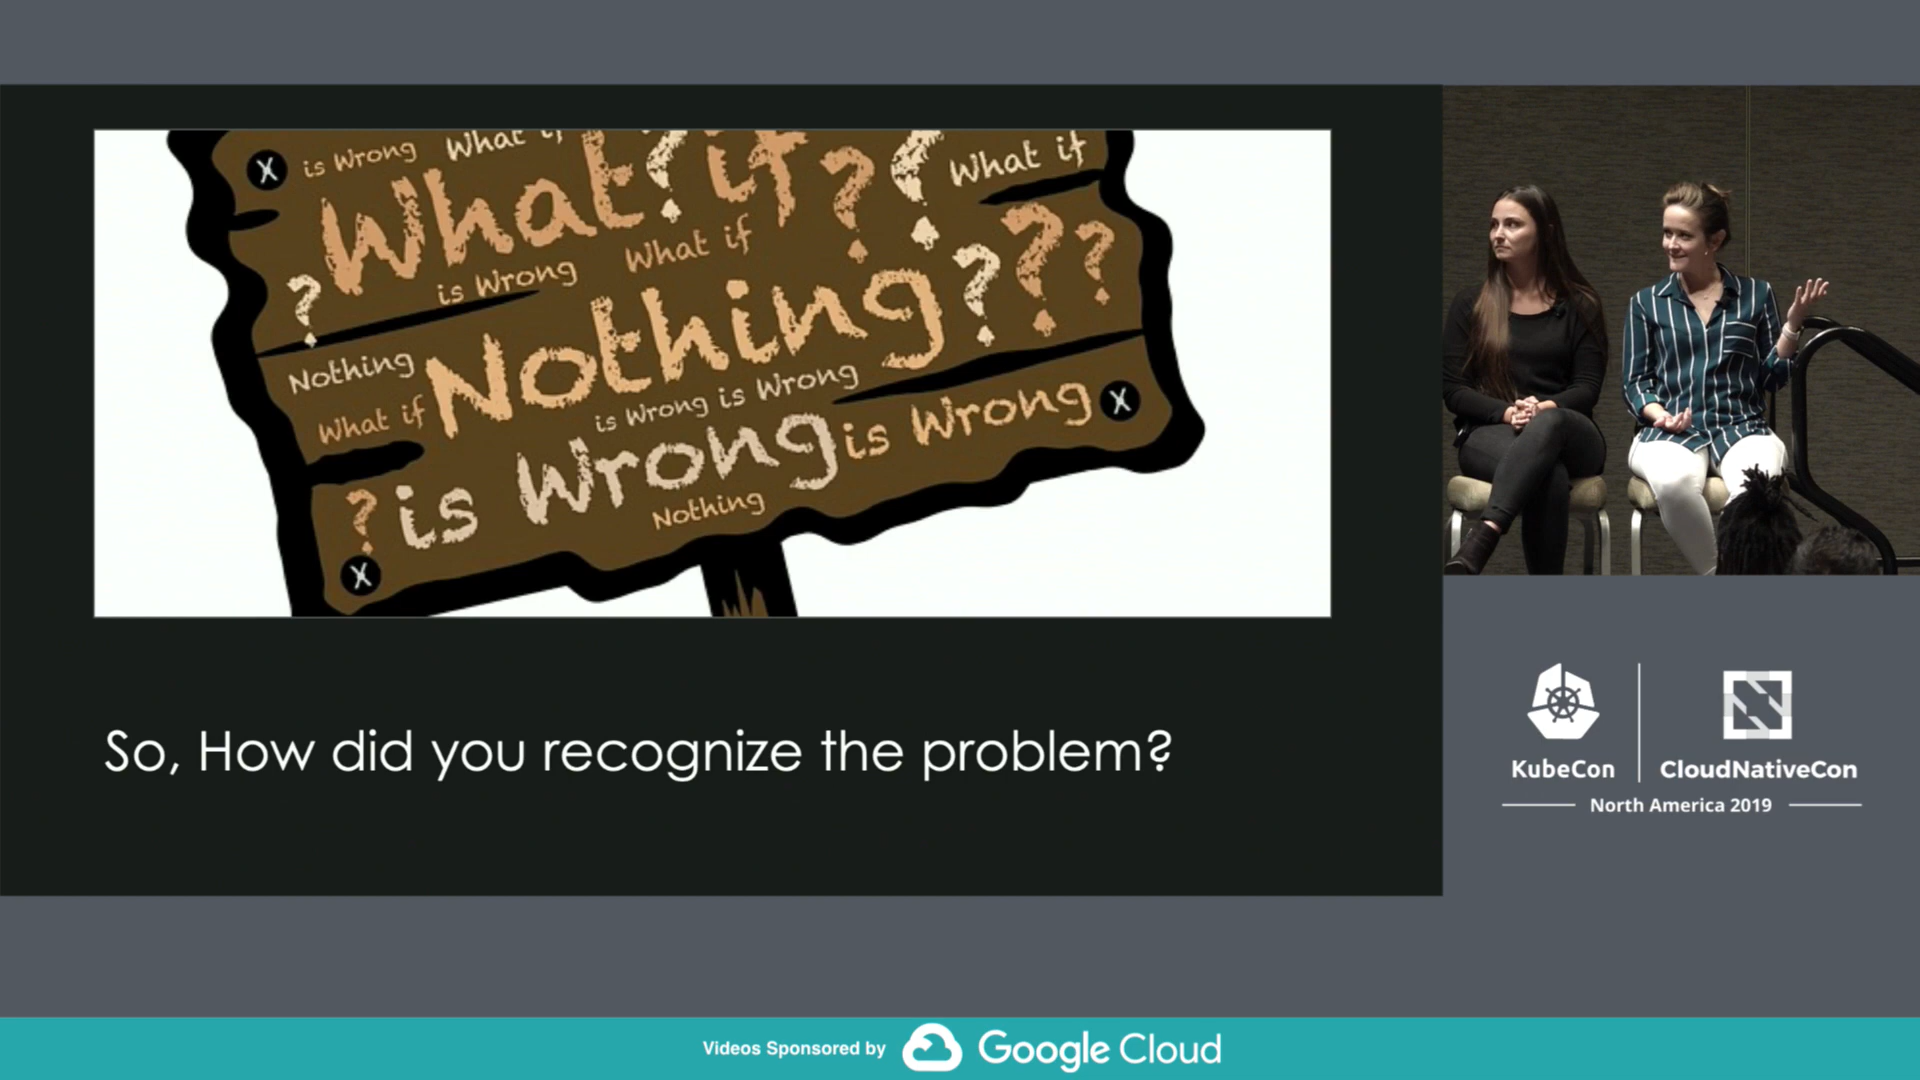 is Wrong What if
What if???
What if
is Wrong What if
?
Nothing Nothing???
What if is Wrong is Wrong
? is Wrong is Wrong
Nothing
So, How did you recognize the problem?
KubeCon CloudNativeCon
North America 2019
Videos Sponsored by Google Cloud